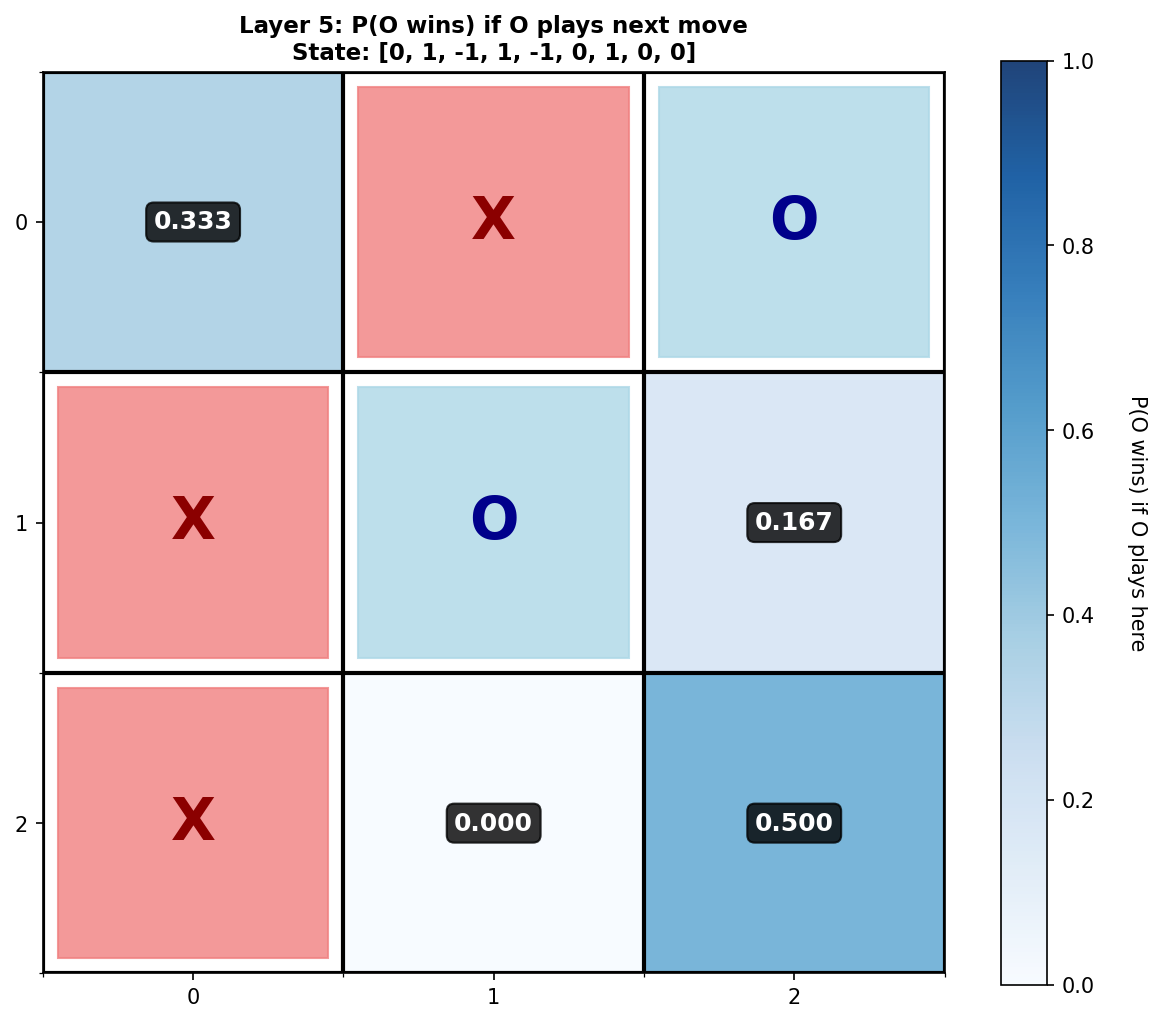 Layer 5: P(O wins) if O plays next move
State: [0, 1, -1, 1, -1, 0, 1, 0, 0]
0
0.333
X
O
1
X
O
0.167
2
X
0.000
0.500
0
1
2
1.0
0.8
0.6
0.4
0.2
0.0
P(O wins) if O plays here